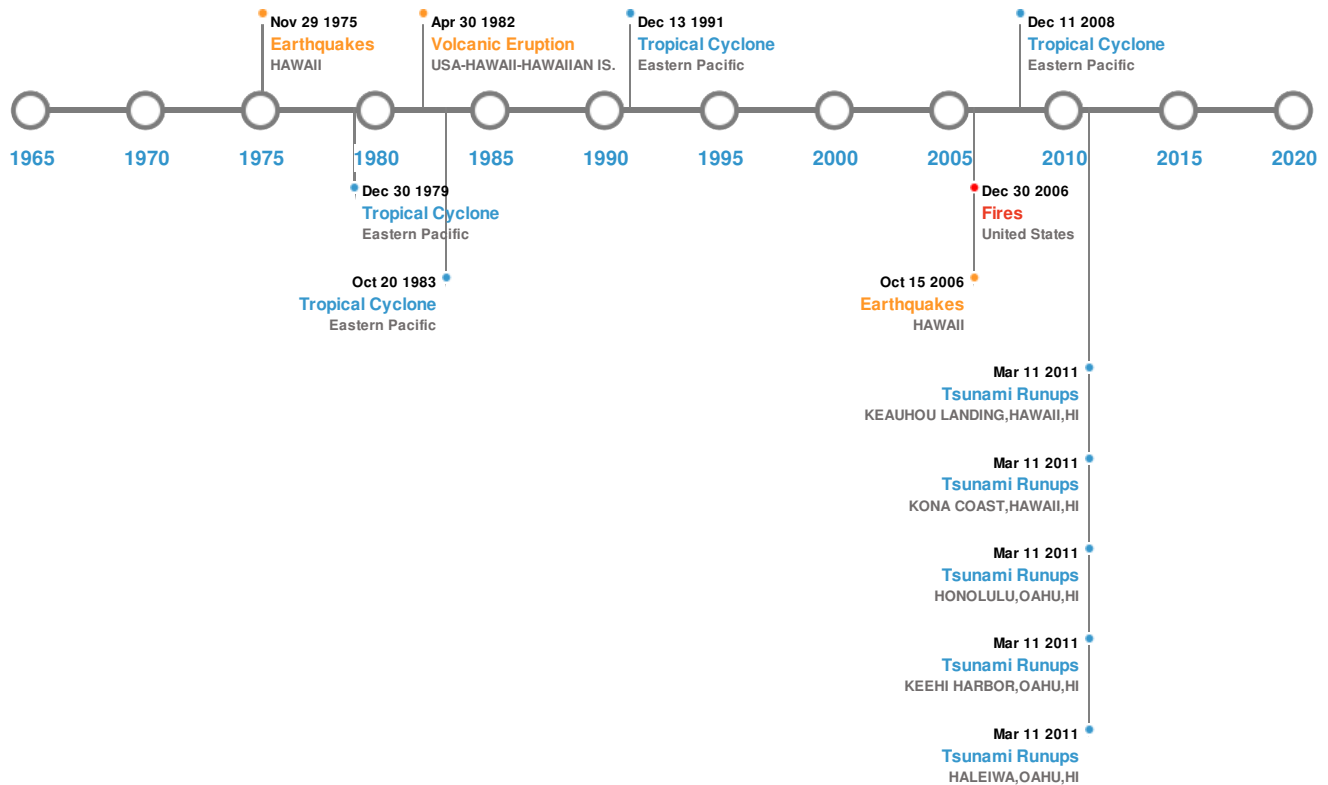 Nov 29 1975
Earthquakes
HAWAII
Apr 30 1982
Volcanic Eruption
USA-HAWAII-HAWAIIAN IS.
Dec 13 1991
Tropical Cyclone
Eastern Pacific
Dec 11 2008
Tropical Cyclone
Eastern Pacific
1965 1970 1975 1980 1985 1990 1995 2000 2005 2010 2015 2020
Dec 30 1979
Tropical Cyclone
Eastern Pacific
Dec 30 2006
Fires
United States
Oct 20 1983
Tropical Cyclone
Eastern Pacific
Oct 15 2006
Earthquakes
HAWAII
Mar 11 2011
Tsunami Runups
KEAUHOU LANDING,HAWAII,HI
Mar 11 2011
Tsunami Runups
KONA COAST,HAWAII,HI
Mar 11 2011
Tsunami Runups
HONOLULU,OAHU,HI
Mar 11 2011
Tsunami Runups
KEEHI HARBOR,OAHU,HI
Mar 11 2011
Tsunami Runups
HALEIWA,OAHU,HI